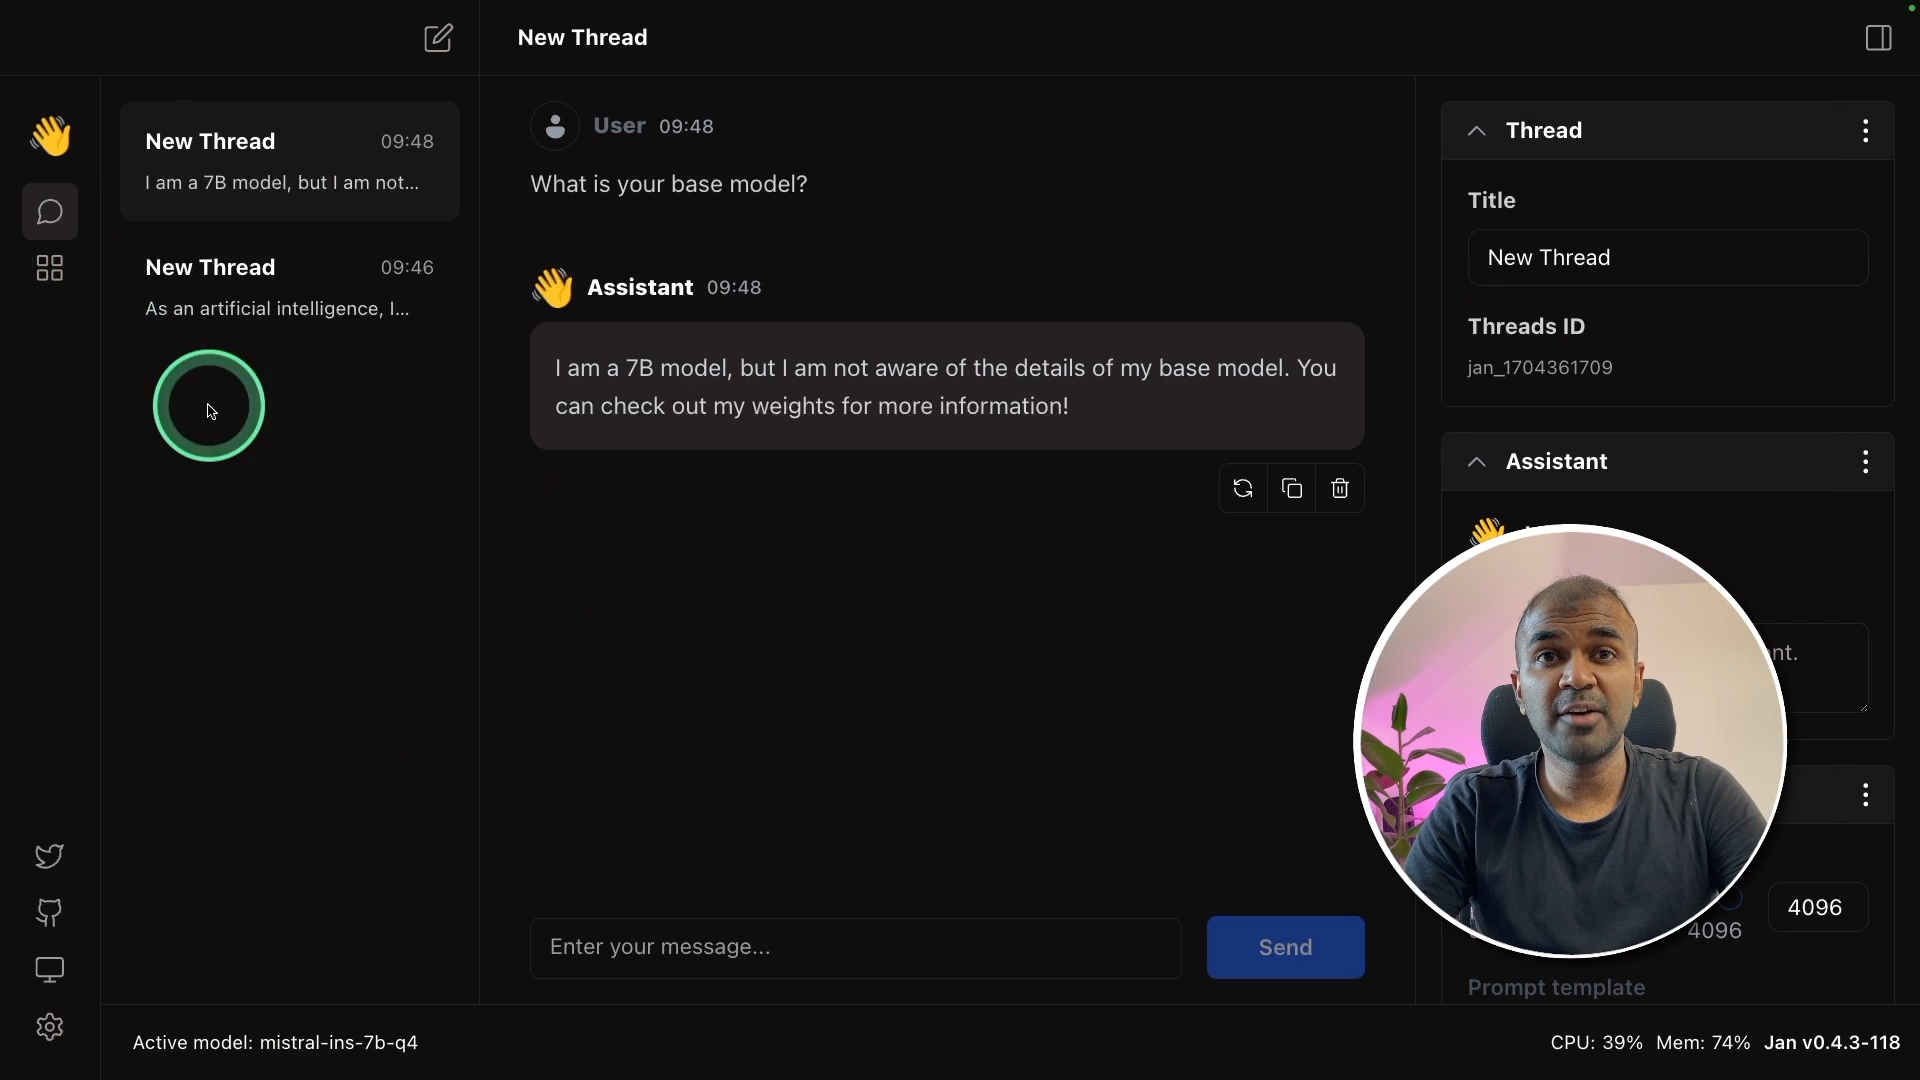 New Thread
New Thread 09:48
I am a 7B model, but I am not...
New Thread 09:46
As an artificial intelligence, I...
User 09:48
What is your base model?
Assistant 09:48
I am a 7B model, but I am not aware of the details of my base model. You
can check out my weights for more information!
Enter your message...
Send
Thread
Title
New Thread
Threads ID
jan_1704361709
Assistant
nt.
4096
4096
Prompt template
Active model: mistral-ins-7b-q4
CPU: 39% Mem: 74% Jan v0.4.3-118